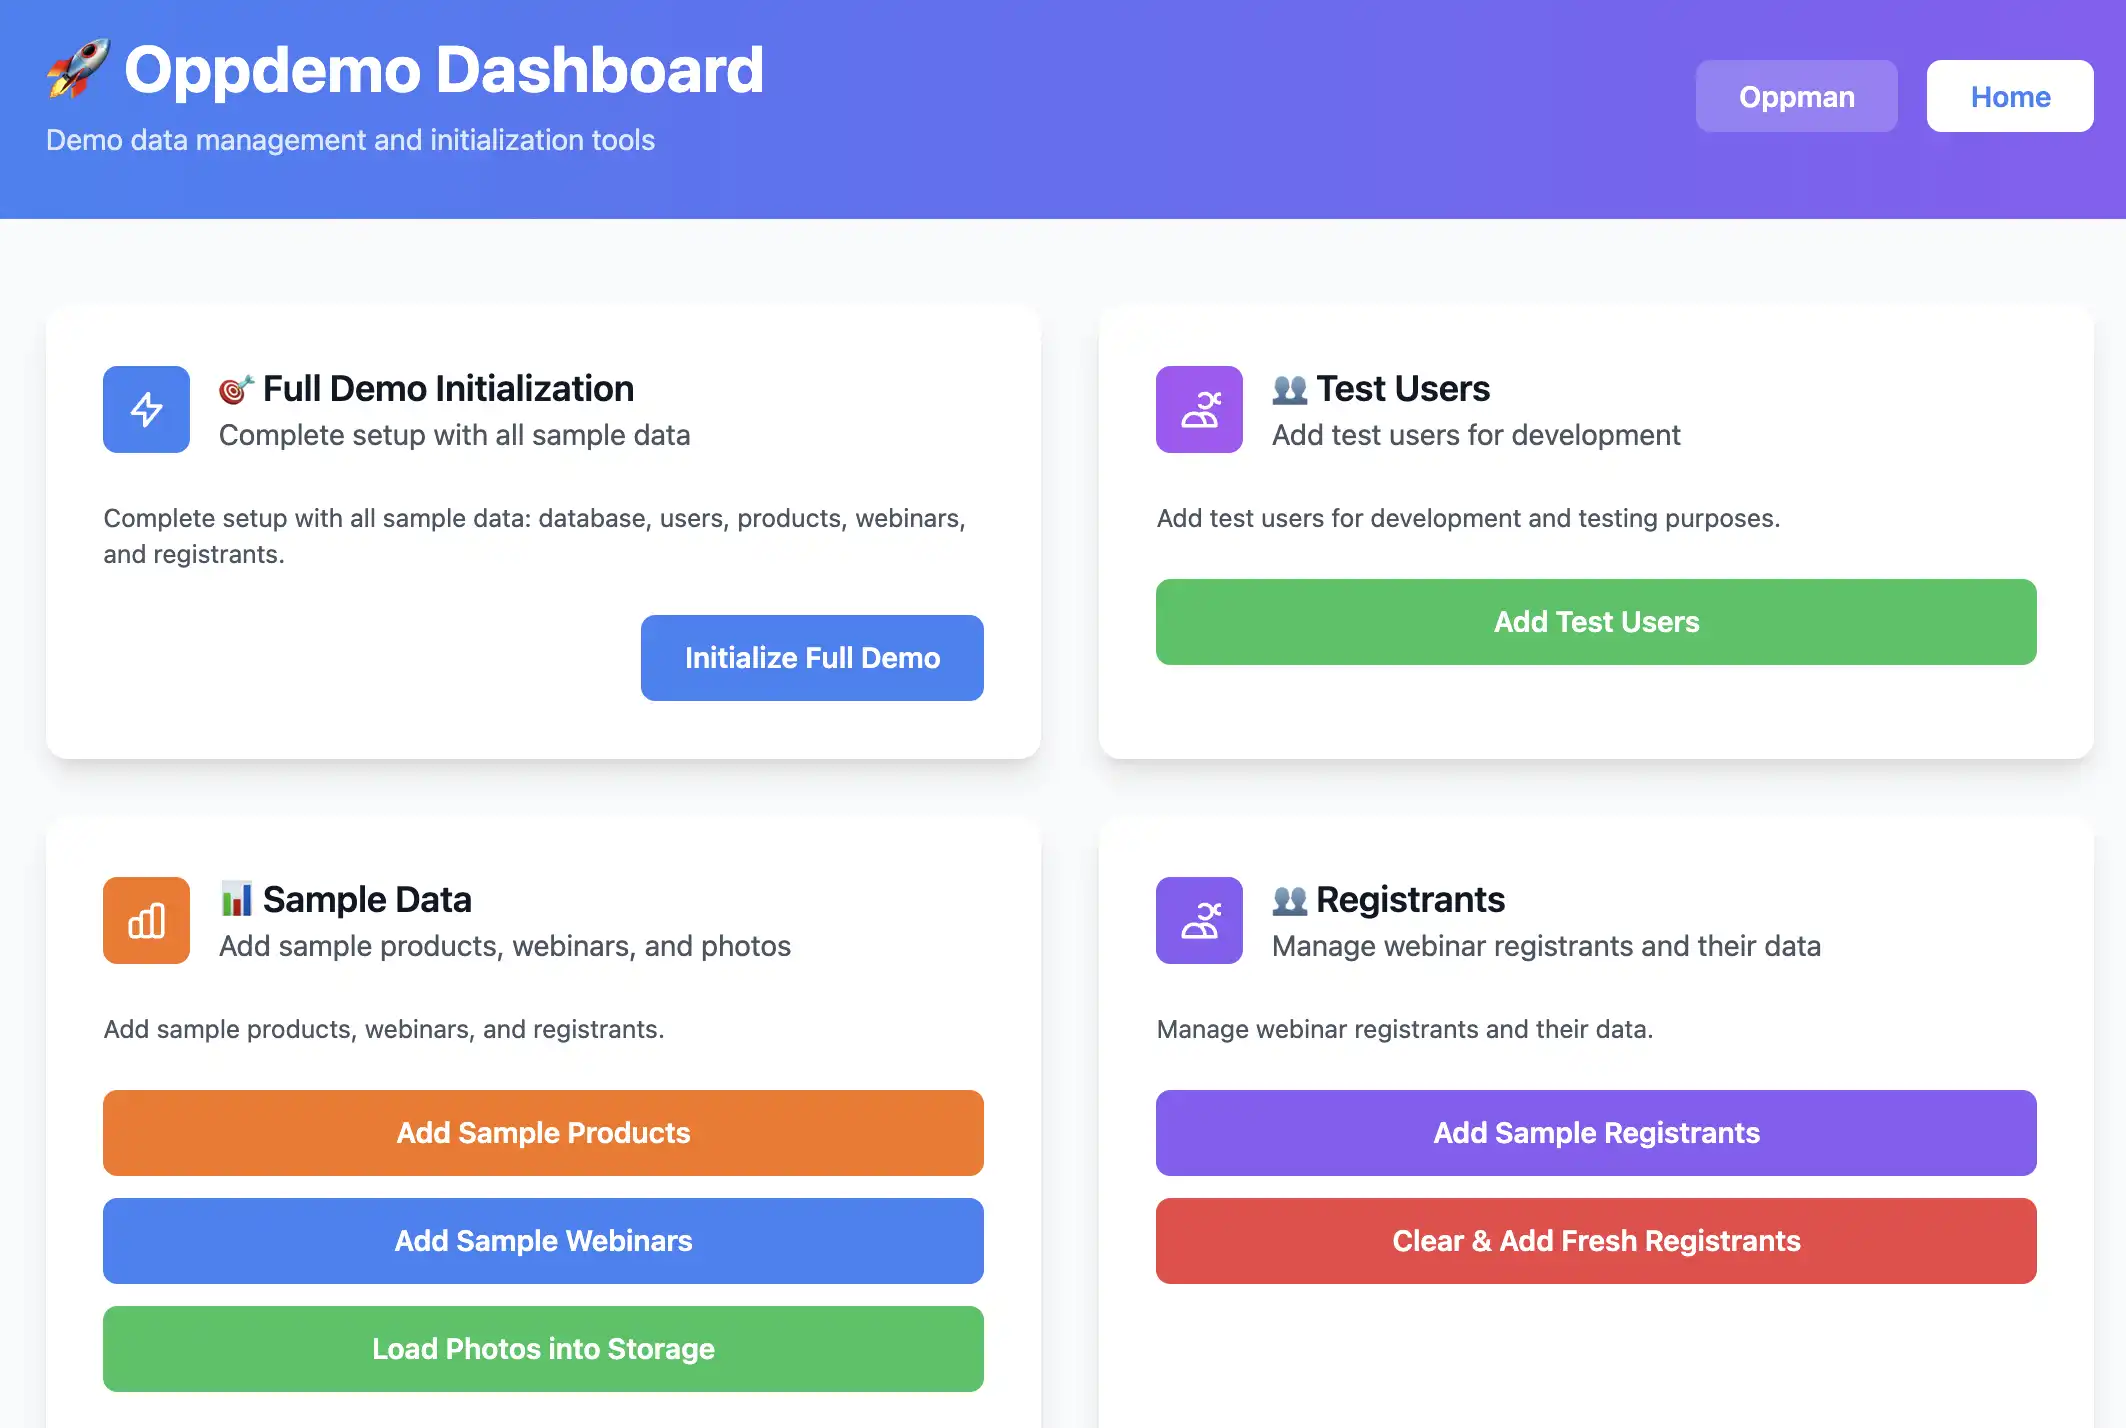 🚀 Oppdemo Dashboard
Demo data management and initialization tools
Oppman
Home
🎯 Full Demo Initialization
Complete setup with all sample data
Complete setup with all sample data: database, users, products, webinars,
and registrants.
Initialize Full Demo
👥 Test Users
Add test users for development
Add test users for development and testing purposes.
Add Test Users
📊 Sample Data
Add sample products, webinars, and photos
Add sample products, webinars, and registrants.
Add Sample Products
Add Sample Webinars
Load Photos into Storage
👥 Registrants
Manage webinar registrants and their data
Manage webinar registrants and their data.
Add Sample Registrants
Clear & Add Fresh Registrants